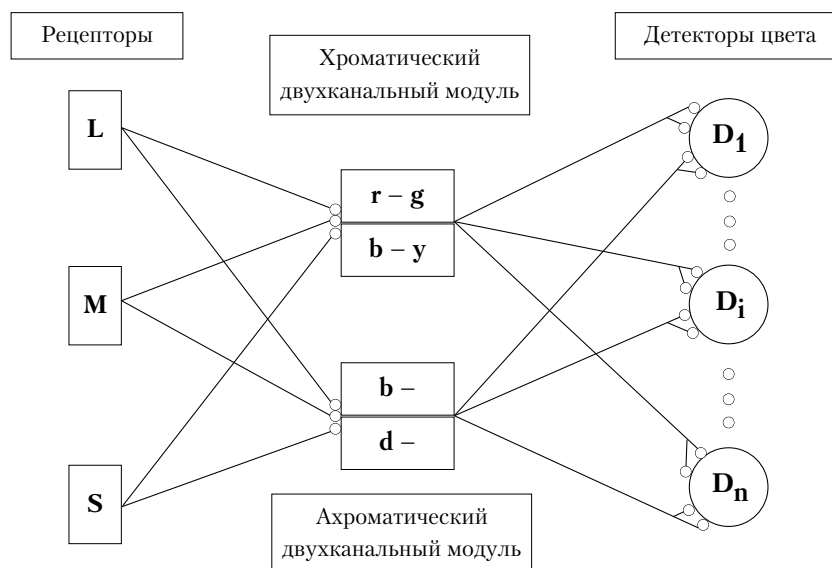 Рецепторы
Хроматический
двухканальный модуль
Детекторы цвета
L
M
S
r – g
b – y
b –
d –
Ахроматический
двухканальный модуль
D1
Di
Dn